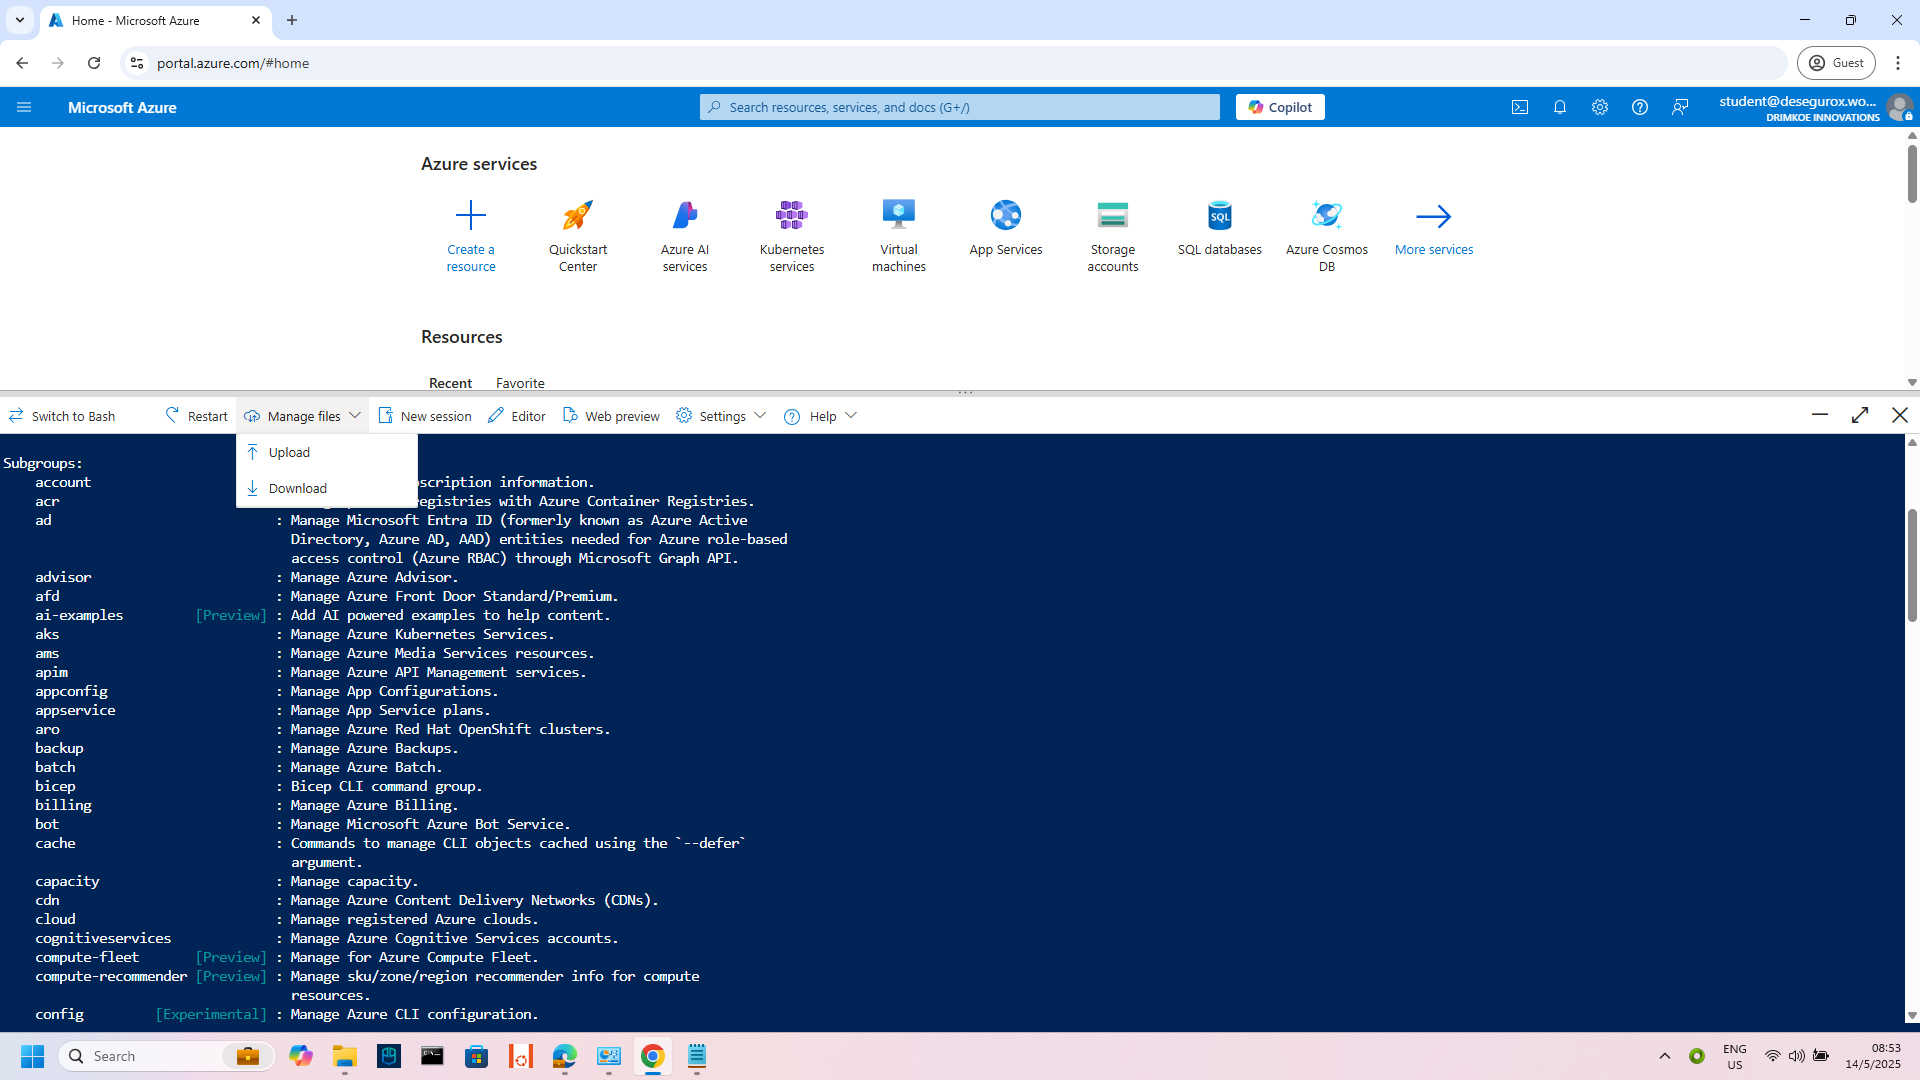 Home - Microsoft Azure
portal.azure.com/#home
Guest
Microsoft Azure
Search resources, services, and docs (G+/)
Copilot
student@desegurox.wo...
DRIMKOE INNOVATIONS
Azure services
Create a resource
Quickstart Center
Azure AI services
Kubernetes services
Virtual machines
App Services
Storage accounts
SQL databases
Azure Cosmos DB
More services
Resources
Recent Favorite
Switch to Bash Restart Manage files New session Editor Web preview Settings Help
Upload
Download
Subgroups:
account scription information.
acr registries with Azure Container Registries.
ad : Manage Microsoft Entra ID (formerly known as Azure Active
Directory, Azure AD, AAD) entities needed for Azure role-based
access control (Azure RBAC) through Microsoft Graph API.
advisor : Manage Azure Advisor.
afd : Manage Azure Front Door Standard/Premium.
ai-examples [Preview] : Add AI powered examples to help content.
aks : Manage Azure Kubernetes Services.
ams : Manage Azure Media Services resources.
apim : Manage Azure API Management services.
appconfig : Manage App Configurations.
appservice : Manage App Service plans.
aro : Manage Azure Red Hat OpenShift clusters.
backup : Manage Azure Backups.
batch : Manage Azure Batch.
bicep : Bicep CLI command group.
billing : Manage Azure Billing.
bot : Manage Microsoft Azure Bot Service.
cache : Commands to manage CLI objects cached using the `--defer`
argument.
capacity : Manage capacity.
cdn : Manage Azure Content Delivery Networks (CDNs).
cloud : Manage registered Azure clouds.
cognitiveservices : Manage Azure Cognitive Services accounts.
compute-fleet [Preview] : Manage for Azure Compute Fleet.
compute-recommender [Preview] : Manage sku/zone/region recommender info for compute
resources.
config [Experimental] : Manage Azure CLI configuration.
Search
ENG
US
08:53
14/5/2025